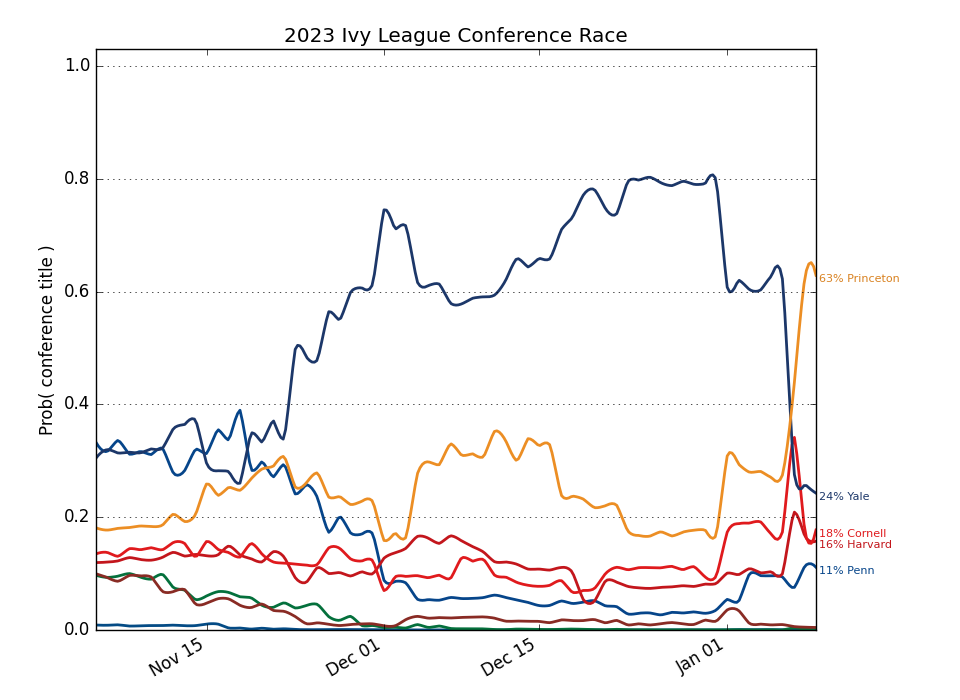 2023 Ivy League Conference Race
Prob( conference title )
1.0
0.8
0.6
0.4
0.2
0.0
Nov 15
Dec 01
Dec 15
Jan 01
63% Princeton
24% Yale
18% Cornell
16% Harvard
11% Penn